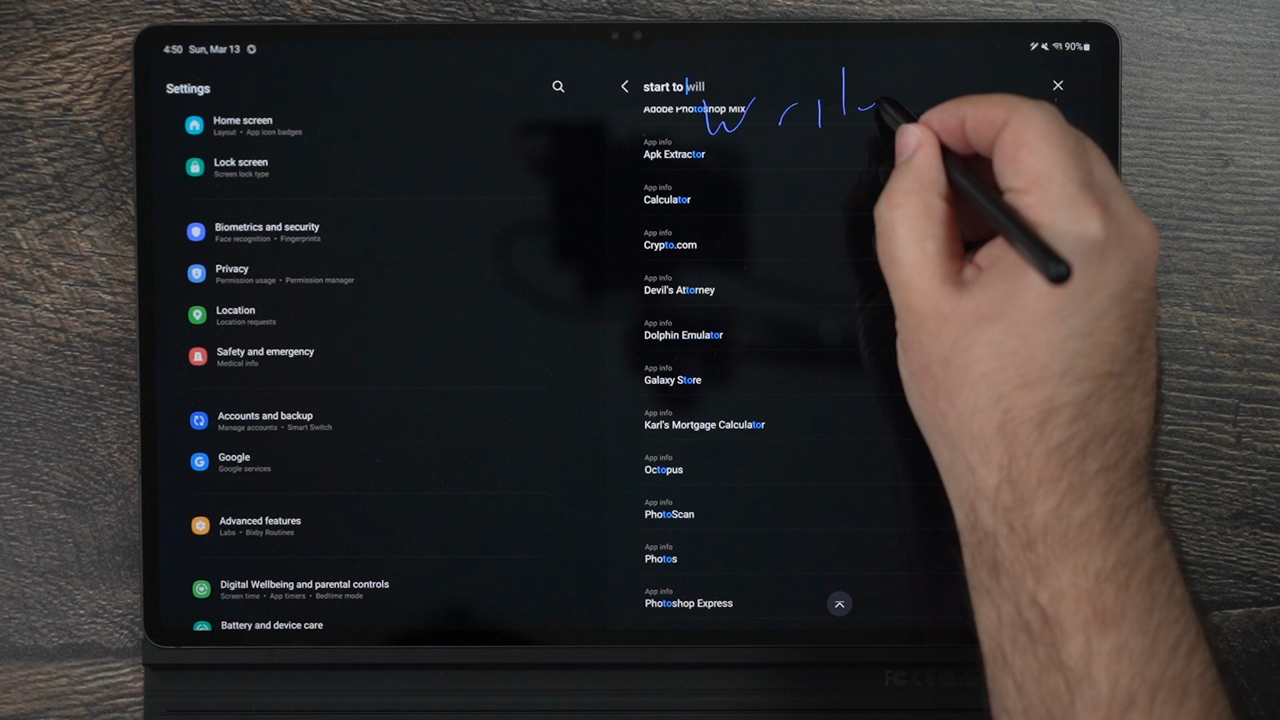 4:50 Sun, Mar 13
90%
Settings
Home screen
Layout • App icon badges
Lock screen
Screen lock type
Biometrics and security
Face recognition • Fingerprints
Privacy
Permission usage • Permission manager
Location
Location requests
Safety and emergency
Medical info
Accounts and backup
Manage accounts • Smart Switch
Google
Google services
Advanced features
Labs • Bixby Routines
Digital Wellbeing and parental controls
Screen time • App timers • Bedtime mode
Battery and device care
start to will
Adobe Photoshop Mix
App info
Apk Extractor
App info
Calculator
App info
Crypto.com
App info
Devil's Attorney
App info
Dolphin Emulator
App info
Galaxy Store
App info
Karl's Mortgage Calculator
App info
Octopus
App info
PhotoScan
App info
Photos
App info
Photoshop Express